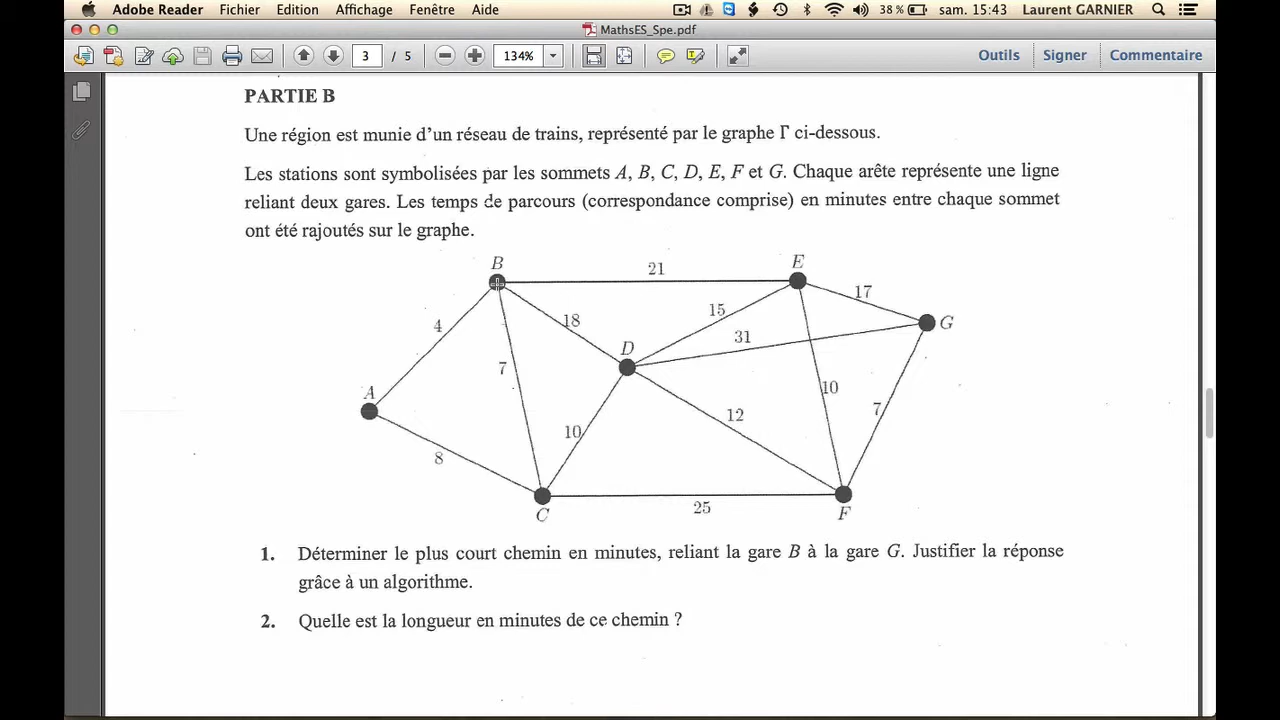 Adobe Reader Fichier Edition Affichage Fenêtre Aide 38 % sam. 15:43 Laurent GARNIER
MathsES_Spe.pdf
3 / 5 134% Outils Signer Commentaire
PARTIE B
Une région est munie d'un réseau de trains, représenté par le graphe Γ ci-dessous.
Les stations sont symbolisées par les sommets A, B, C, D, E, F et G. Chaque arête représente une ligne
reliant deux gares. Les temps de parcours (correspondance comprise) en minutes entre chaque sommet
ont été rajoutés sur le graphe.
B 21 E
17
4 18 15 G
D 31
7
A 10
12 7
8 10
C 25 F
1. Déterminer le plus court chemin en minutes, reliant la gare B à la gare G. Justifier la réponse
grâce à un algorithme.
2. Quelle est la longueur en minutes de ce chemin ?